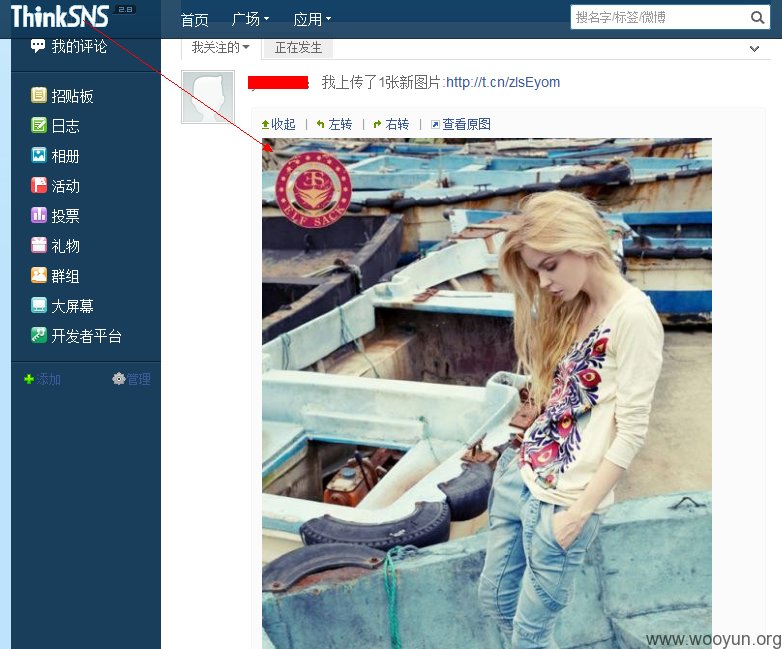 ThinkSNS 2.8
首页 广场 应用
搜名字/标签/微博
我的评论
我关注的 正在发生
招贴板
日志
相册
活动
投票
礼物
群组
大屏幕
开发者平台
添加 管理
我上传了1张新图片:http://t.cn/zlsEyom
收起 | 左转 | 右转 | 查看原图
ELF SACK
www.wooyun.org